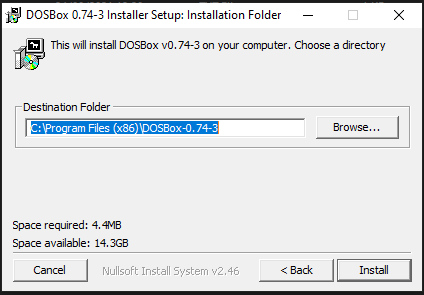 DOSBox 0.74-3 Installer Setup: Installation Folder
This will install DOSBox v0.74-3 on your computer. Choose a directory
Destination Folder
C:\Program Files (x86)\DOSBox-0.74-3
Browse...
Space required: 4.4MB
Space available: 14.3GB
Cancel
Nullsoft Install System v2.46
< Back
Install